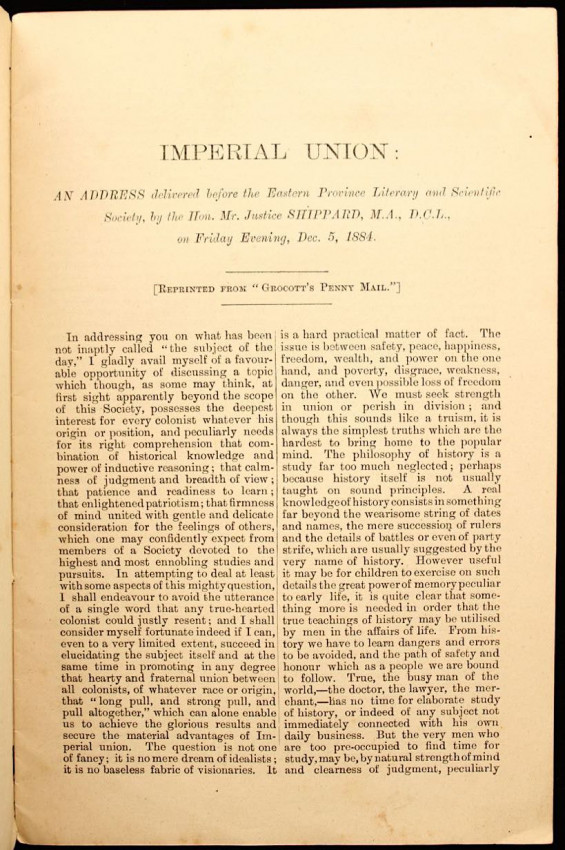 IMPERIAL UNION:
AN ADDRESS delivered before the Eastern Province Literary and Scientific
Society, by the Hon. Mr. Justice SHIPPARD, M.A., D.C.L.,
on Friday Evening, Dec. 5, 1884.
[Reprinted from "Grocott's Penny Mail."]
In addressing you on what has been
not inaptly called "the subject of the
day," I gladly avail myself of a favour-
able opportunity of discussing a topic
which though, as some may think, at
first sight apparently beyond the scope
of this Society, possesses the deepest
interest for every colonist whatever his
origin or position, and peculiarly needs
for its right comprehension that com-
bination of historical knowledge and
power of inductive reasoning; that calm-
ness of judgment and breadth of view;
that patience and readiness to learn;
that enlightened patriotism; that firmness
of mind united with gentle and delicate
consideration for the feelings of others,
which one may confidently expect from
members of a Society devoted to the
highest and most ennobling studies and
pursuits. In attempting to deal at least
with some aspects of this mighty question,
I shall endeavour to avoid the utterance
of a single word that any true-hearted
colonist could justly resent; and I shall
consider myself fortunate indeed if I can,
even to a very limited extent, succeed in
elucidating the subject itself and at the
same time in promoting in any degree
that hearty and fraternal union between
all colonists, of whatever race or origin,
that "long pull, and strong pull, and
pull altogether," which can alone enable
us to achieve the glorious results and
secure the material advantages of Im-
perial union. The question is not one
of fancy; it is no mere dream of idealists;
it is no baseless fabric of visionaries. It
is a hard practical matter of fact. The
issue is between safety, peace, happiness,
freedom, wealth, and power on the one
hand, and poverty, disgrace, weakness,
danger, and even possible loss of freedom
on the other. We must seek strength
in union or perish in division; and
though this sounds like a truism, it is
always the simplest truths which are the
hardest to bring home to the popular
mind. The philosophy of history is a
study far too much neglected; perhaps
because history itself is not usually
taught on sound principles. A real
knowledge of history consists in something
far beyond the wearisome string of dates
and names, the mere succession of rulers
and the details of battles or even of party
strife, which are usually suggested by the
very name of history. However useful
it may be for children to exercise on such
details the great power of memory peculiar
to early life, it is quite clear that some-
thing more is needed in order that the
true teachings of history may be utilised
by men in the affairs of life. From his-
tory we have to learn dangers and errors
to be avoided, and the path of safety and
honour which as a people we are bound
to follow. True, the busy man of the
world,—the doctor, the lawyer, the mer-
chant,—has no time for elaborate study
of history, or indeed of any subject not
immediately connected with his own
daily business. But the very men who
are too pre-occupied to find time for
study, may be, by natural strength of mind
and clearness of judgment, peculiarly